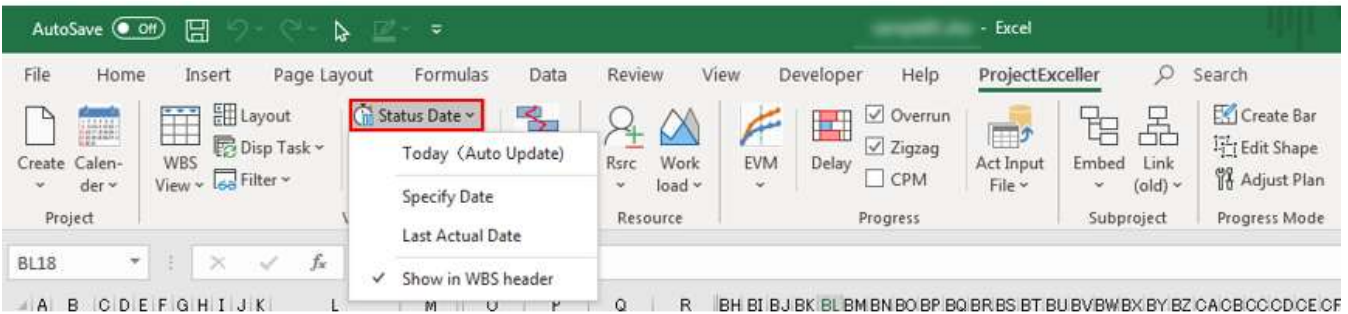 AutoSave Off - Excel
File Home Insert Page Layout Formulas Data Review View Developer Help ProjectExceller Search
Create
Calen-
der
Project
WBS
View
Layout
Disp Task
Filter
Status Date
Today（Auto Update)
Specify Date
Last Actual Date
Show in WBS header
Rsrc
Work
load
Resource
EVM
Delay
Overrun
Zigzag
CPM
Progress
Act Input
File
Embed
Link
(old)
Subproject
Create Bar
Edit Shape
Adjust Plan
Progress Mode
BL18 fx
A B C D E F G H I J K L M O P Q R BH BI BJ BK BL BM BN BO BP BQ BR BS BT BU BV BW BX BY BZ CA CB CC CD CE CF